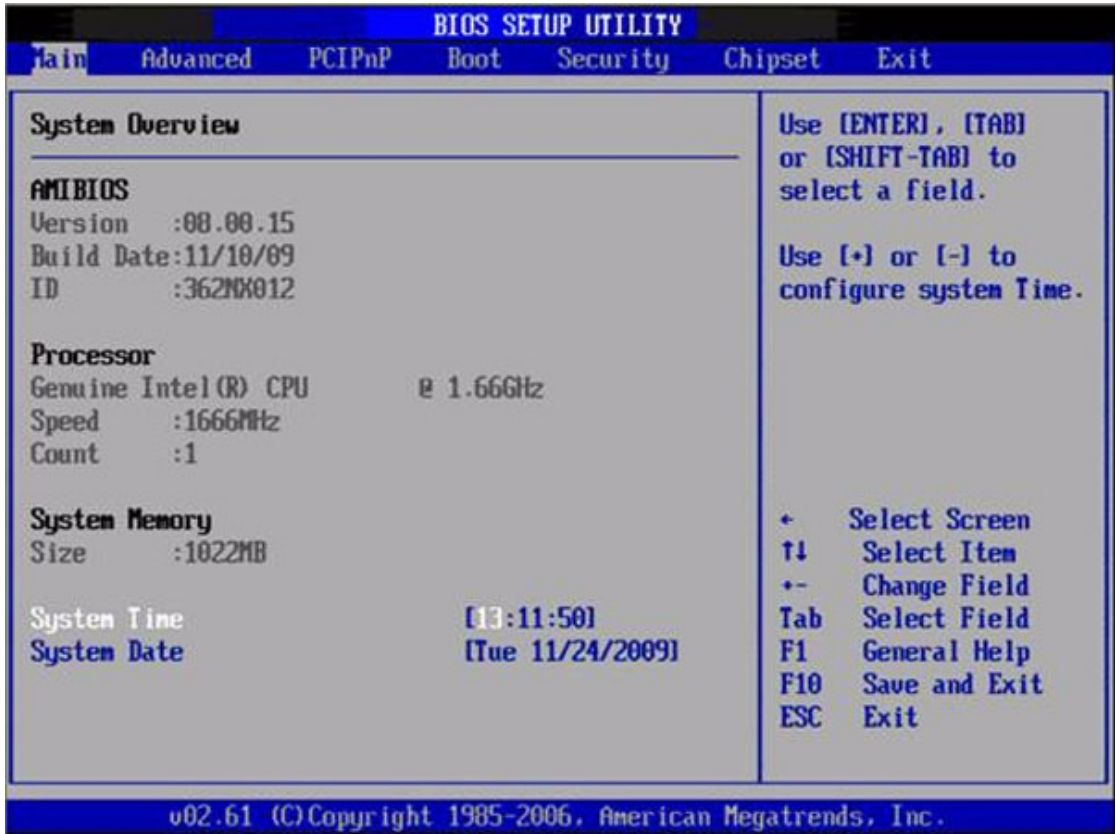 BIOS SETUP UTILITY
Main Advanced PCIPnP Boot Security Chipset Exit
System Overview
AMIBIOS
Version :08.00.15
Build Date:11/10/09
ID :362NX012
Processor
Genuine Intel(R) CPU @ 1.66GHz
Speed :1666MHz
Count :1
System Memory
Size :1022MB
System Time [13:11:50]
System Date [Tue 11/24/2009]
Use [ENTER], [TAB]
or [SHIFT-TAB] to
select a field.
Use [+] or [-] to
configure system Time.
← Select Screen
↑↓ Select Item
+- Change Field
Tab Select Field
F1 General Help
F10 Save and Exit
ESC Exit
v02.61 (C)Copyright 1985-2006, American Megatrends, Inc.